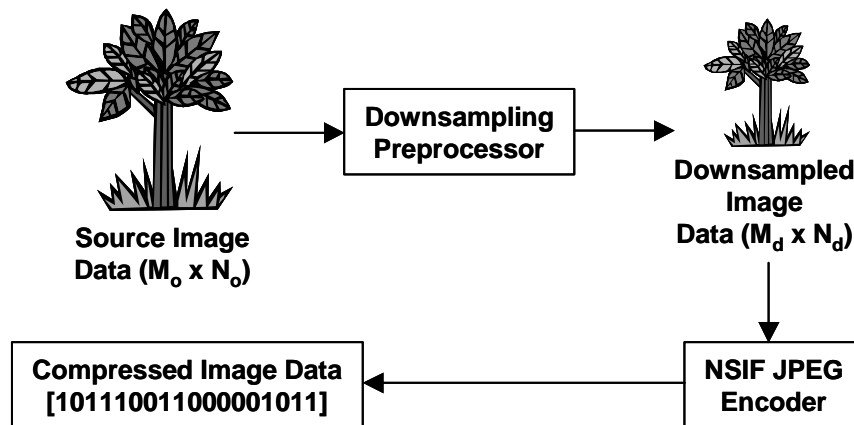 Downsampling
Preprocessor
Source Image
Data (Mo x No)
Downsampled
Image
Data (Md x Nd)
NSIF JPEG
Encoder
Compressed Image Data
[101110011000001011]